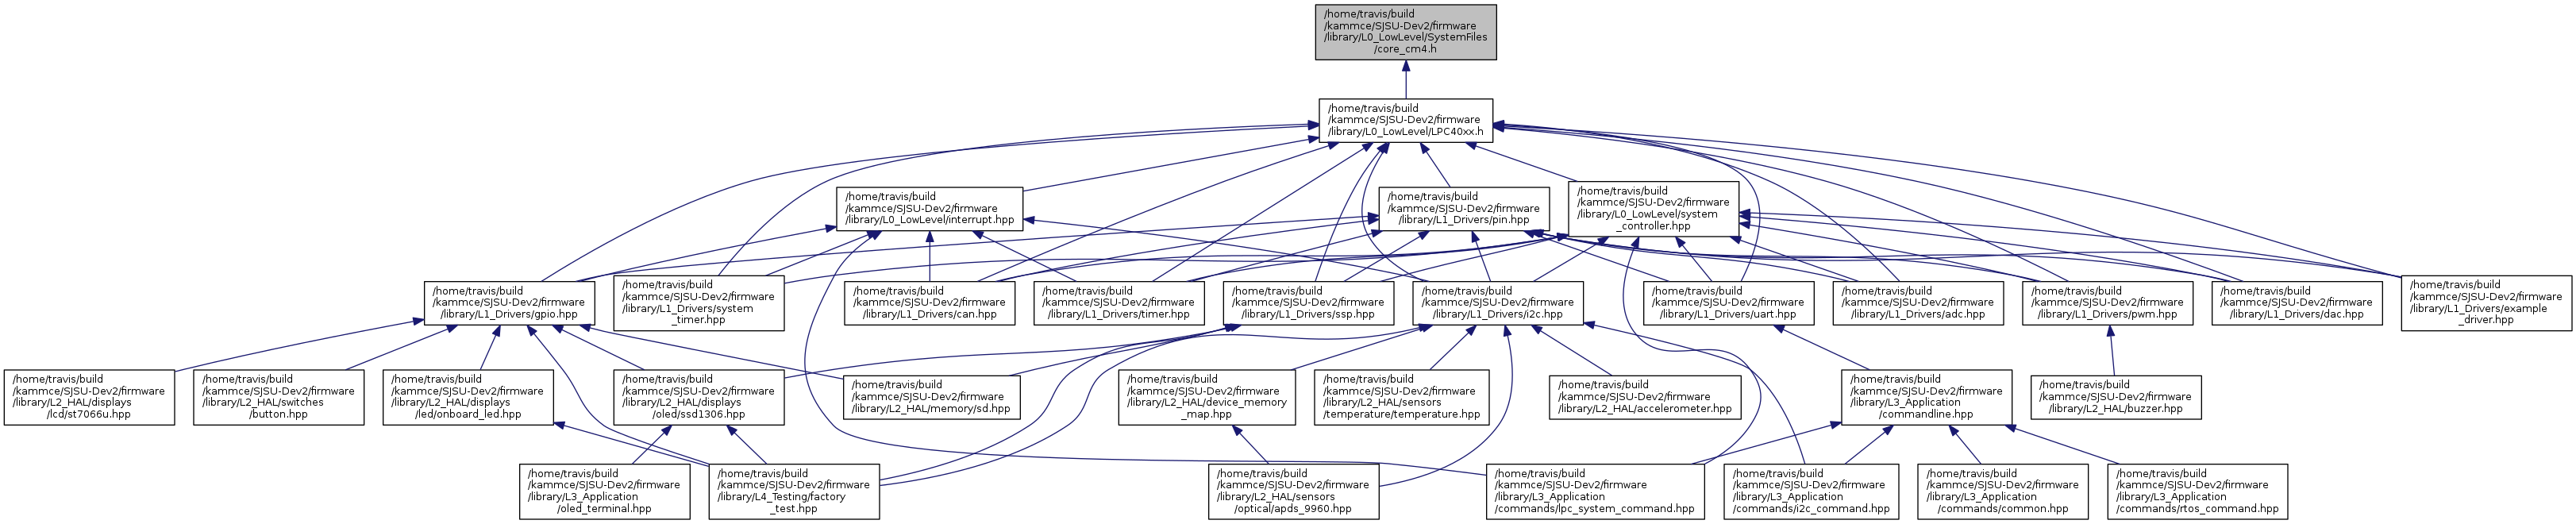 /home/travis/build
/kammce/SJSU-Dev2/firmware
/library/L0_LowLevel/SystemFiles
/core_cm4.h
/home/travis/build
/kammce/SJSU-Dev2/firmware
/library/L0_LowLevel/LPC40xx.h
/home/travis/build
/kammce/SJSU-Dev2/firmware
/library/L0_LowLevel/interrupt.hpp
/home/travis/build
/kammce/SJSU-Dev2/firmware
/library/L1_Drivers/pin.hpp
/home/travis/build
/kammce/SJSU-Dev2/firmware
/library/L0_LowLevel/system
_controller.hpp
/home/travis/build
/kammce/SJSU-Dev2/firmware
/library/L1_Drivers/gpio.hpp
/home/travis/build
/kammce/SJSU-Dev2/firmware
/library/L1_Drivers/system
_timer.hpp
/home/travis/build
/kammce/SJSU-Dev2/firmware
/library/L1_Drivers/can.hpp
/home/travis/build
/kammce/SJSU-Dev2/firmware
/library/L1_Drivers/timer.hpp
/home/travis/build
/kammce/SJSU-Dev2/firmware
/library/L1_Drivers/ssp.hpp
/home/travis/build
/kammce/SJSU-Dev2/firmware
/library/L1_Drivers/i2c.hpp
/home/travis/build
/kammce/SJSU-Dev2/firmware
/library/L1_Drivers/uart.hpp
/home/travis/build
/kammce/SJSU-Dev2/firmware
/library/L1_Drivers/adc.hpp
/home/travis/build
/kammce/SJSU-Dev2/firmware
/library/L1_Drivers/pwm.hpp
/home/travis/build
/kammce/SJSU-Dev2/firmware
/library/L1_Drivers/dac.hpp
/home/travis/build
/kammce/SJSU-Dev2/firmware
/library/L1_Drivers/example
_driver.hpp
/home/travis/build
/kammce/SJSU-Dev2/firmware
/library/L2_HAL/displays
/lcd/st7066u.hpp
/home/travis/build
/kammce/SJSU-Dev2/firmware
/library/L2_HAL/switches
/button.hpp
/home/travis/build
/kammce/SJSU-Dev2/firmware
/library/L2_HAL/displays
/led/onboard_led.hpp
/home/travis/build
/kammce/SJSU-Dev2/firmware
/library/L2_HAL/displays
/oled/ssd1306.hpp
/home/travis/build
/kammce/SJSU-Dev2/firmware
/library/L2_HAL/memory/sd.hpp
/home/travis/build
/kammce/SJSU-Dev2/firmware
/library/L2_HAL/device_memory
_map.hpp
/home/travis/build
/kammce/SJSU-Dev2/firmware
/library/L2_HAL/sensors
/temperature/temperature.hpp
/home/travis/build
/kammce/SJSU-Dev2/firmware
/library/L2_HAL/accelerometer.hpp
/home/travis/build
/kammce/SJSU-Dev2/firmware
/library/L3_Application
/commandline.hpp
/home/travis/build
/kammce/SJSU-Dev2/firmware
/library/L2_HAL/buzzer.hpp
/home/travis/build
/kammce/SJSU-Dev2/firmware
/library/L3_Application
/oled_terminal.hpp
/home/travis/build
/kammce/SJSU-Dev2/firmware
/library/L4_Testing/factory
_test.hpp
/home/travis/build
/kammce/SJSU-Dev2/firmware
/library/L2_HAL/sensors
/optical/apds_9960.hpp
/home/travis/build
/kammce/SJSU-Dev2/firmware
/library/L3_Application
/commands/lpc_system_command.hpp
/home/travis/build
/kammce/SJSU-Dev2/firmware
/library/L3_Application
/commands/i2c_command.hpp
/home/travis/build
/kammce/SJSU-Dev2/firmware
/library/L3_Application
/commands/common.hpp
/home/travis/build
/kammce/SJSU-Dev2/firmware
/library/L3_Application
/commands/rtos_command.hpp